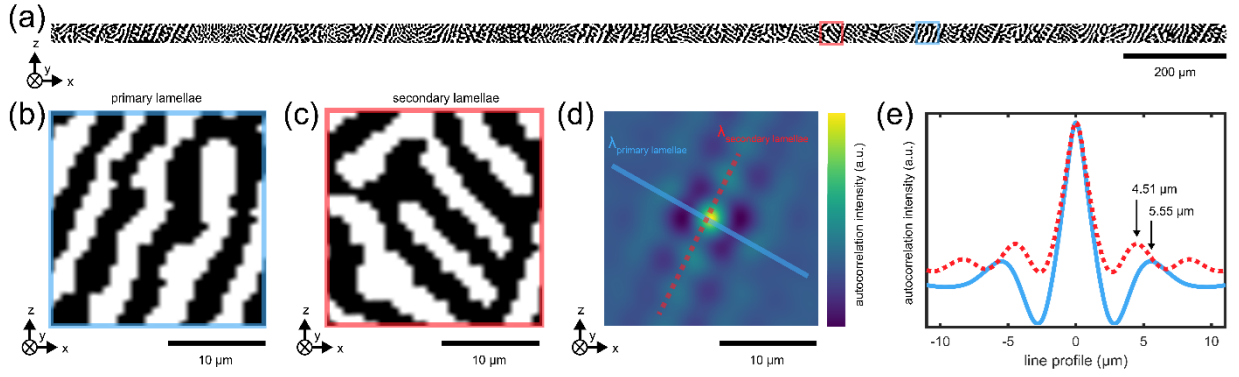 (a)
z
y
x
200 µm
(b)
primary lamellae
z
y
x
10 µm
(c)
secondary lamellae
z
y
x
10 µm
(d)
λprimary lamellae
λsecondary lamellae
10 µm
autocorrelation intensity (a.u.)
(e)
autocorrelation intensity (a.u.)
4.51 µm
5.55 µm
-10 -5 0 5 10
line profile (µm)